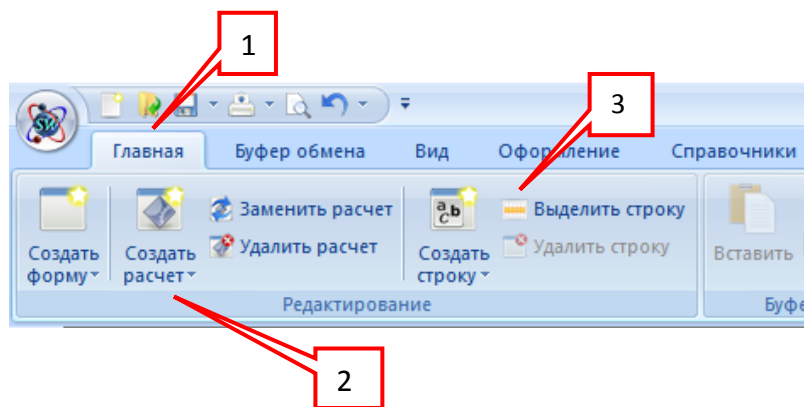 1
3
Главная Буфер обмена Вид Оформление Справочники
Создать форму
Создать расчет
Заменить расчет
Удалить расчет
Создать строку
Выделить строку
Удалить строку
Вставить
Редактирование
Буфе
2